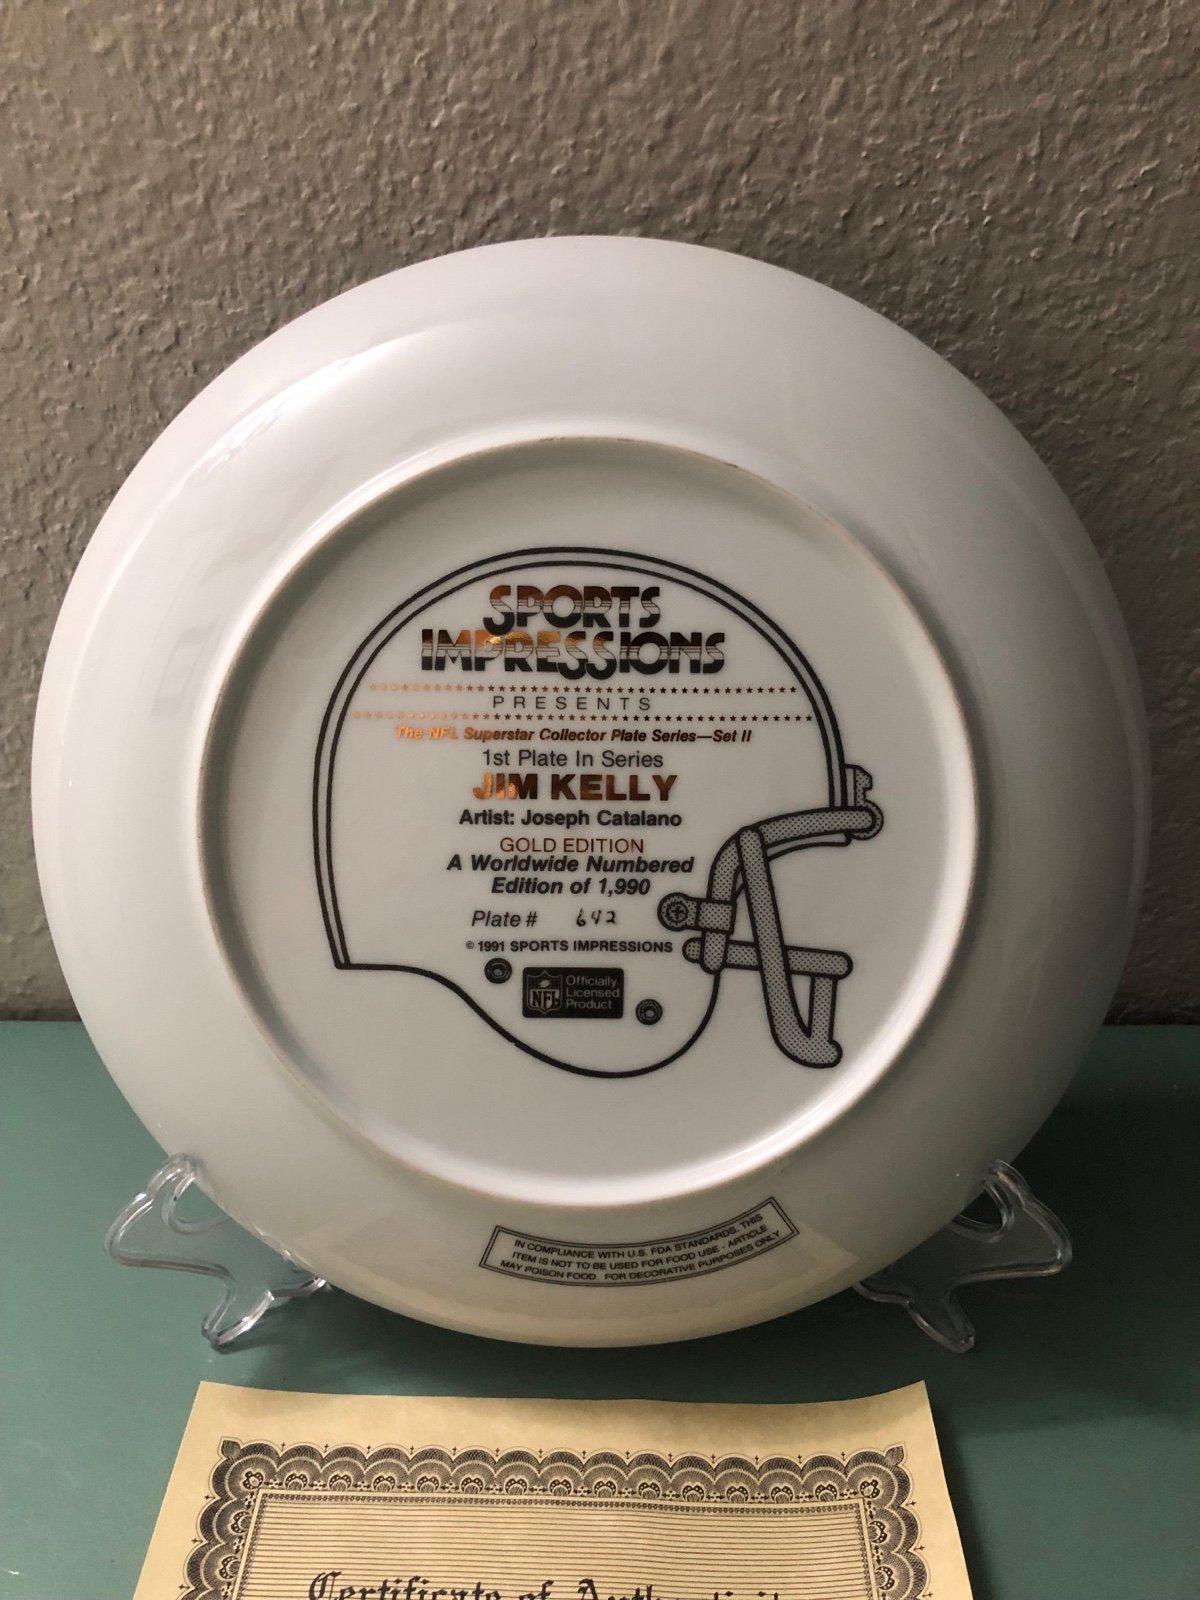 SPORTS
IMPRESSIONS
PRESENTS
The NFL Superstar Collector Plate Series—Set II
1st Plate In Series
JIM KELLY
Artist: Joseph Catalano
GOLD EDITION
A Worldwide Numbered
Edition of 1,990
Plate # 642
© 1991 SPORTS IMPRESSIONS
NFL
Officially
Licensed
Product
IN COMPLIANCE WITH U.S. FDA STANDARDS, THIS
ITEM IS NOT TO BE USED FOR FOOD USE - ARTICLE
MAY POISON FOOD. FOR DECORATIVE PURPOSES ONLY
Certificate of Authenticity